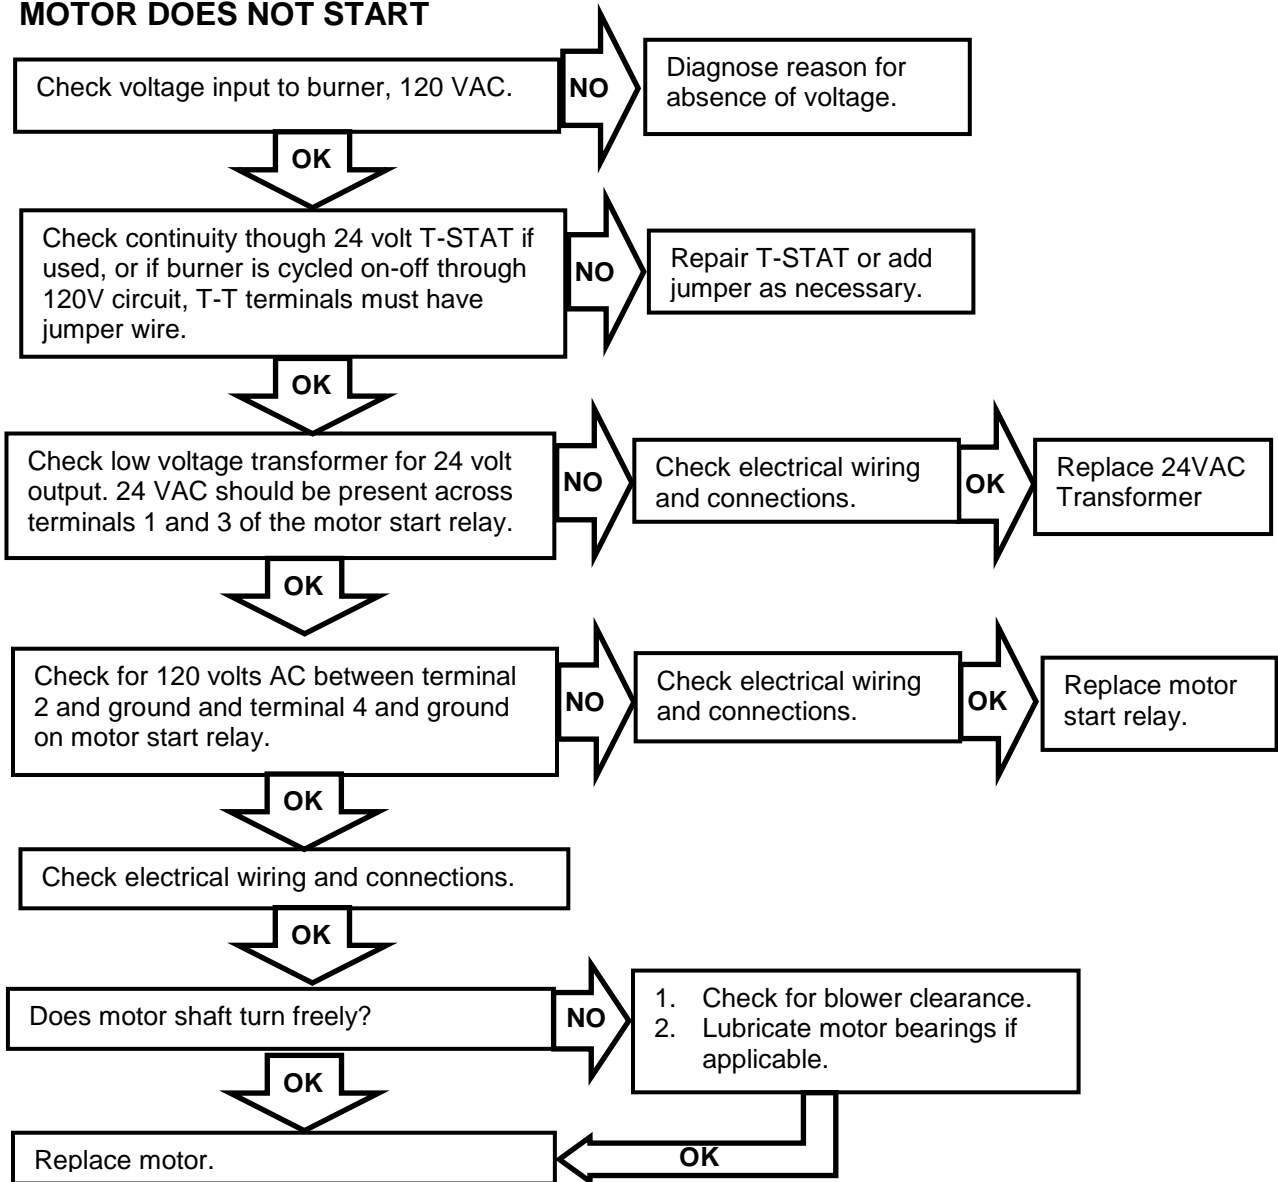 MOTOR DOES NOT START
Check voltage input to burner, 120 VAC.
NO
Diagnose reason for
absence of voltage.
OK
Check continuity though 24 volt T-STAT if
used, or if burner is cycled on-off through
120V circuit, T-T terminals must have
jumper wire.
NO
Repair T-STAT or add
jumper as necessary.
OK
Check low voltage transformer for 24 volt
output. 24 VAC should be present across
terminals 1 and 3 of the motor start relay.
NO
Check electrical wiring
and connections.
OK
Replace 24VAC
Transformer
OK
Check for 120 volts AC between terminal
2 and ground and terminal 4 and ground
on motor start relay.
NO
Check electrical wiring
and connections.
OK
Replace motor
start relay.
OK
Check electrical wiring and connections.
OK
Does motor shaft turn freely?
NO
1. Check for blower clearance.
2. Lubricate motor bearings if
applicable.
OK
Replace motor.
OK